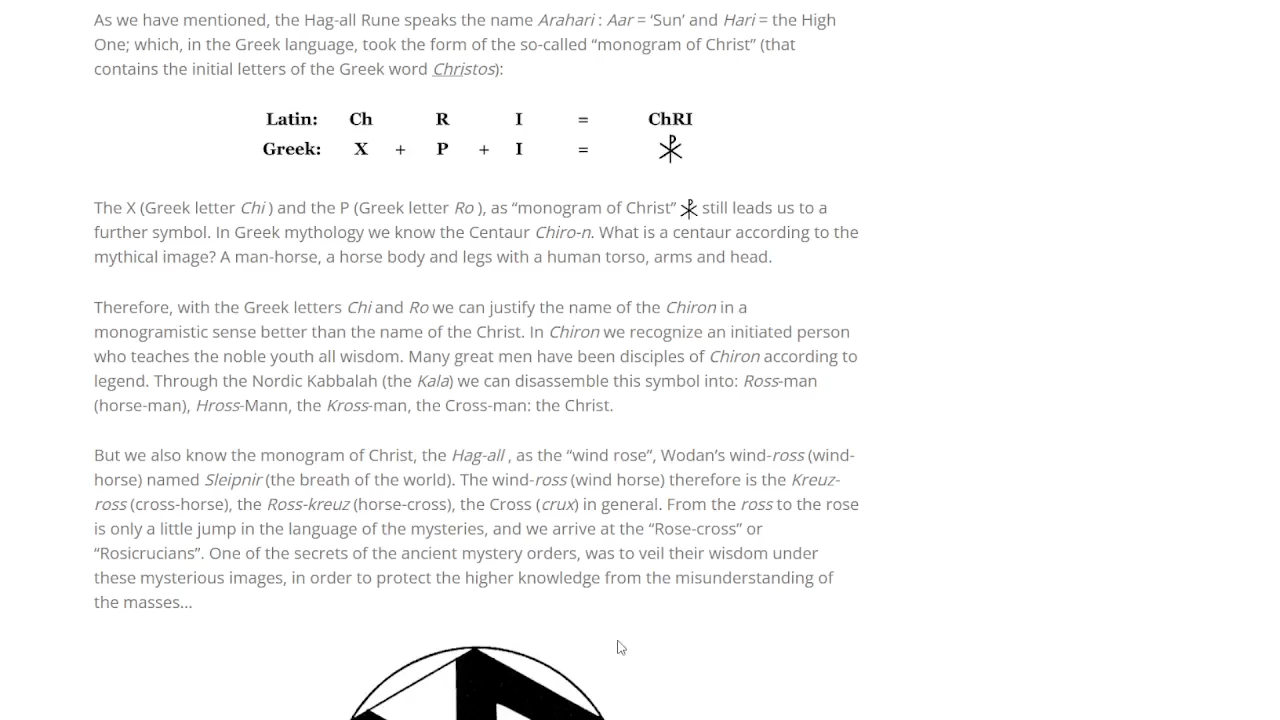 As we have mentioned, the Hag-all Rune speaks the name Arahari : Aar = ‘Sun’ and Hari = the High
One; which, in the Greek language, took the form of the so-called “monogram of Christ” (that
contains the initial letters of the Greek word Christos):
Latin: Ch R I = ChRI
Greek: X + P + I = ☧
The X (Greek letter Chi ) and the P (Greek letter Ro ), as “monogram of Christ” ☧ still leads us to a
further symbol. In Greek mythology we know the Centaur Chiro-n. What is a centaur according to the
mythical image? A man-horse, a horse body and legs with a human torso, arms and head.
Therefore, with the Greek letters Chi and Ro we can justify the name of the Chiron in a
monogramistic sense better than the name of the Christ. In Chiron we recognize an initiated person
who teaches the noble youth all wisdom. Many great men have been disciples of Chiron according to
legend. Through the Nordic Kabbalah (the Kala) we can disassemble this symbol into: Ross-man
(horse-man), Hross-Mann, the Kross-man, the Cross-man: the Christ.
But we also know the monogram of Christ, the Hag-all , as the “wind rose”, Wodan’s wind-ross (wind-
horse) named Sleipnir (the breath of the world). The wind-ross (wind horse) therefore is the Kreuz-
ross (cross-horse), the Ross-kreuz (horse-cross), the Cross (crux) in general. From the ross to the rose
is only a little jump in the language of the mysteries, and we arrive at the “Rose-cross” or
“Rosicrucians”. One of the secrets of the ancient mystery orders, was to veil their wisdom under
these mysterious images, in order to protect the higher knowledge from the misunderstanding of
the masses…